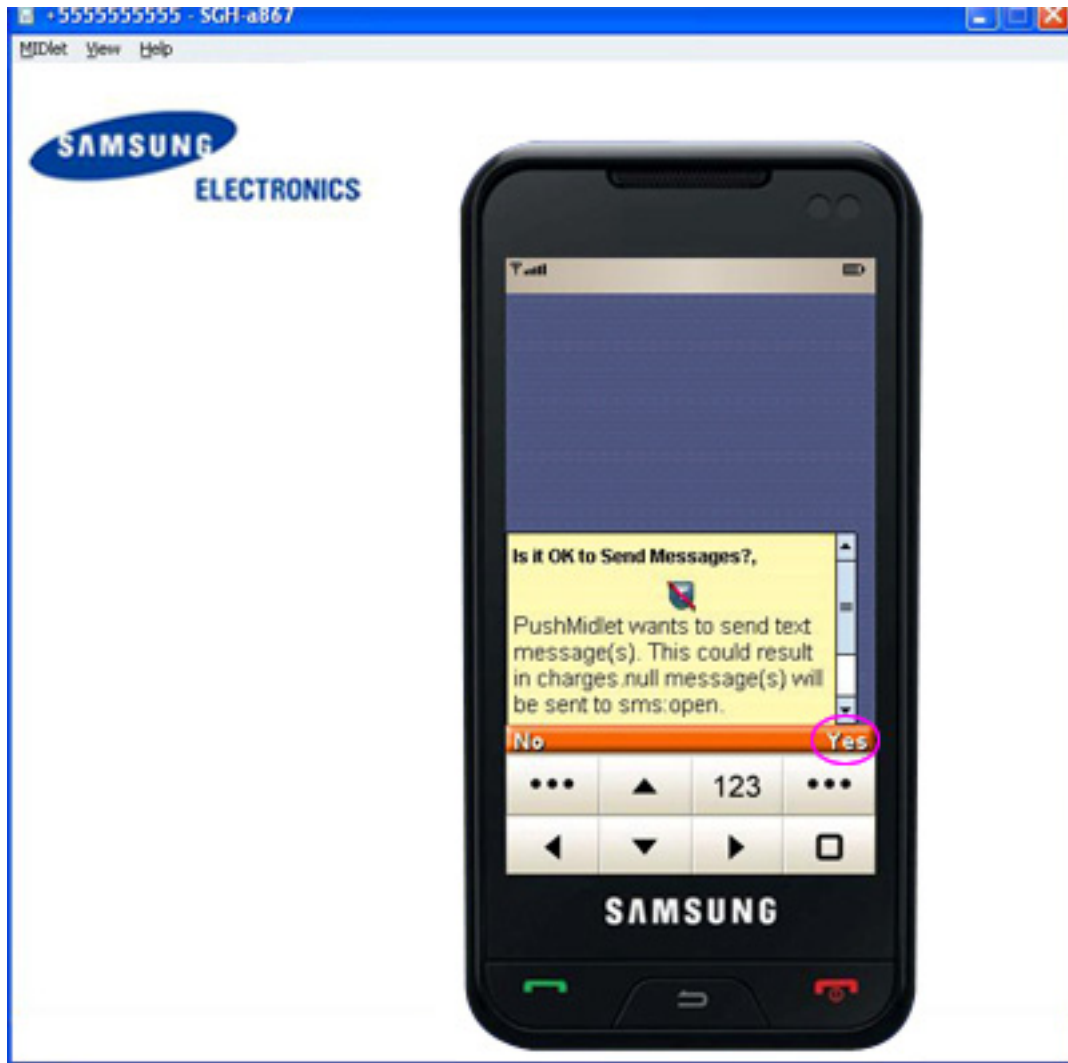 +5555555555 - SGH-a867
MIDlet View Help
SAMSUNG
ELECTRONICS
Is it OK to Send Messages?,
PushMidlet wants to send text
message(s). This could result
in charges.null message(s) will
be sent to sms:open.
No Yes
••• 123 •••
SAMSUNG